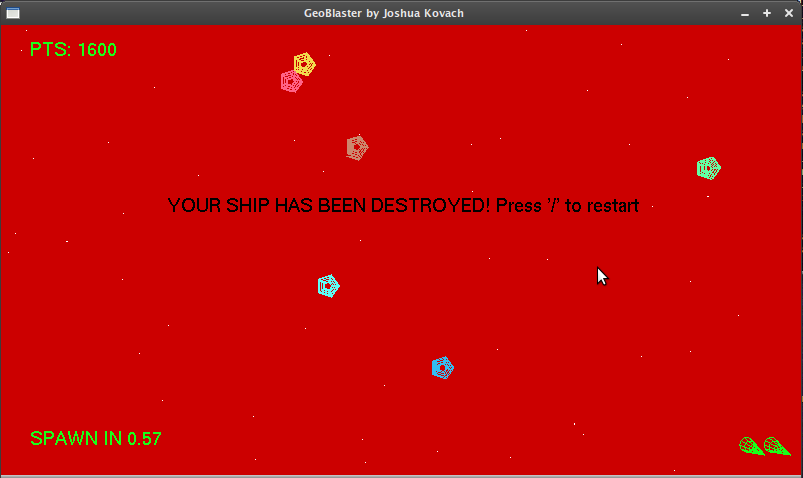 GeoBlaster by Joshua Kovach
PTS: 1600
YOUR SHIP HAS BEEN DESTROYED! Press '/' to restart
SPAWN IN 0.57